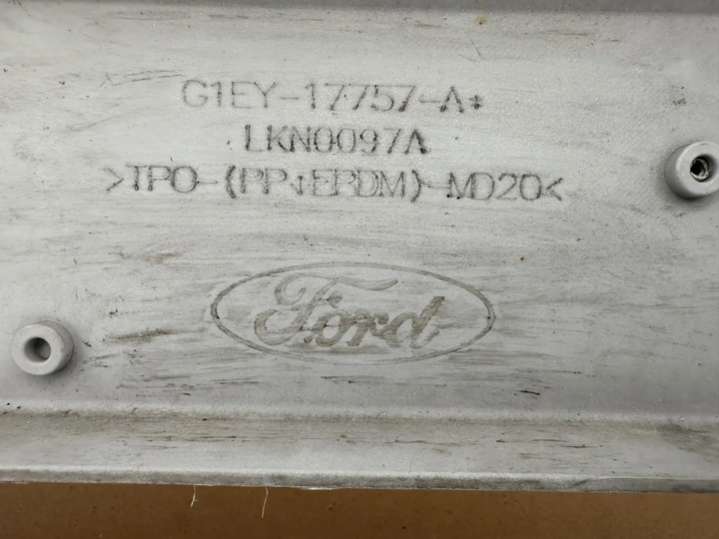 G1EY-17757-A*
LKN0097A
>TPO-(PP+EPDM)-MD20<
Ford